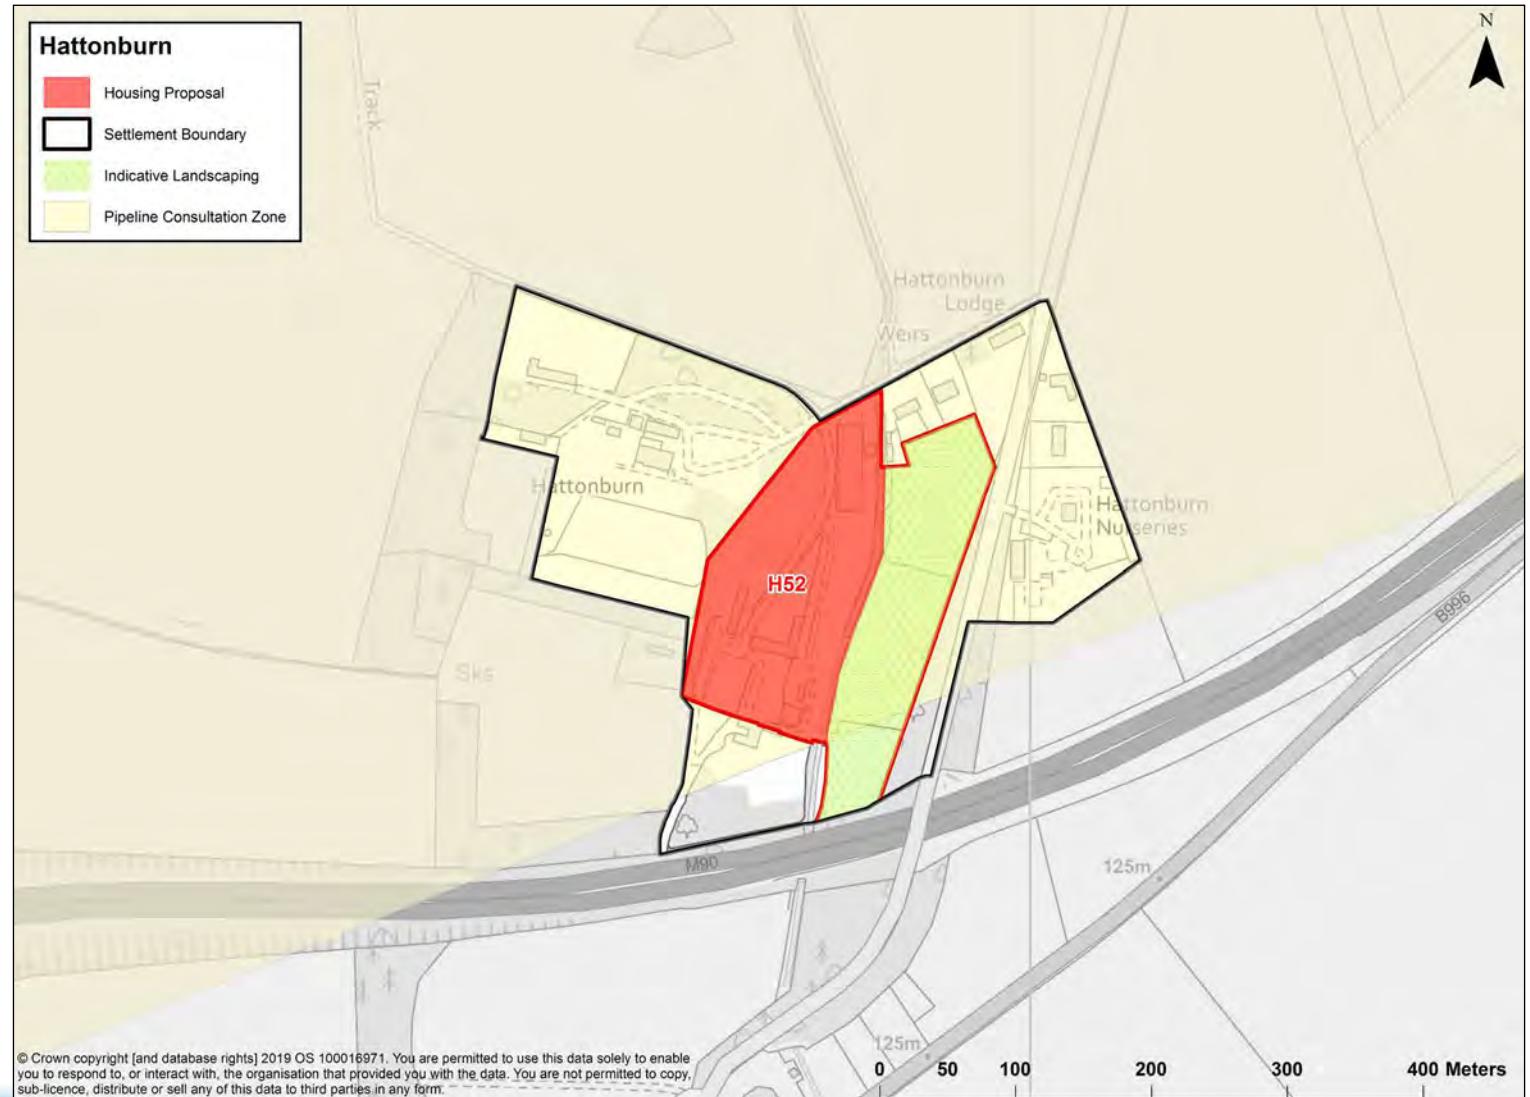 Hattonburn
Housing Proposal
Settlement Boundary
Indicative Landscaping
Pipeline Consultation Zone
N
Track
Hattonburn
Lodge
Weirs
Hattonburn
Hattonburn
Nurseries
H52
Sks
B996
M90
125m
125m
© Crown copyright [and database rights] 2019 OS 100016971. You are permitted to use this data solely to enable
you to respond to, or interact with, the organisation that provided you with the data. You are not permitted to copy,
sub-licence, distribute or sell any of this data to third parties in any form.
0 50 100 200 300 400 Meters